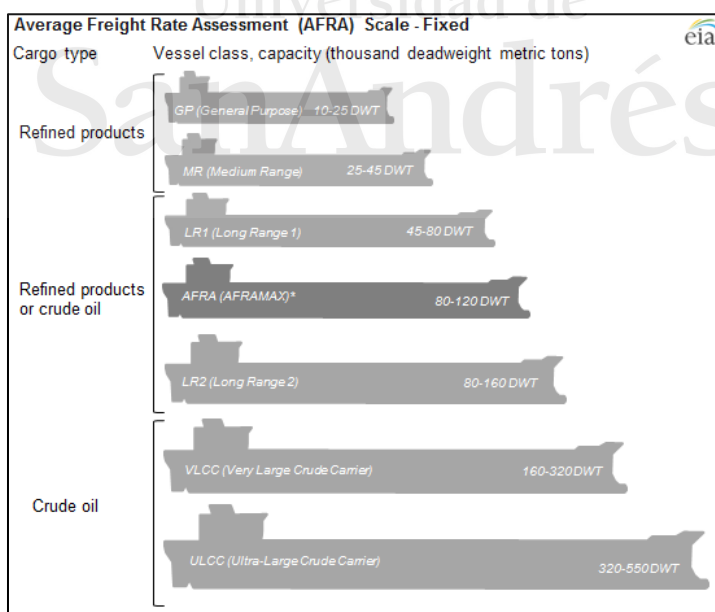 Universidad de
SanAndrés
Average Freight Rate Assessment (AFRA) Scale - Fixed
eia
Cargo type
Vessel class, capacity (thousand deadweight metric tons)
Refined products
GP (General Purpose) 10-25 DWT
MR (Medium Range) 25-45 DWT
Refined products
or crude oil
LR1 (Long Range 1) 45-80 DWT
AFRA (AFRAMAX)* 80-120 DWT
LR2 (Long Range 2) 80-160 DWT
Crude oil
VLCC (Very Large Crude Carrier) 160-320 DWT
ULCC (Ultra-Large Crude Carrier) 320-550 DWT